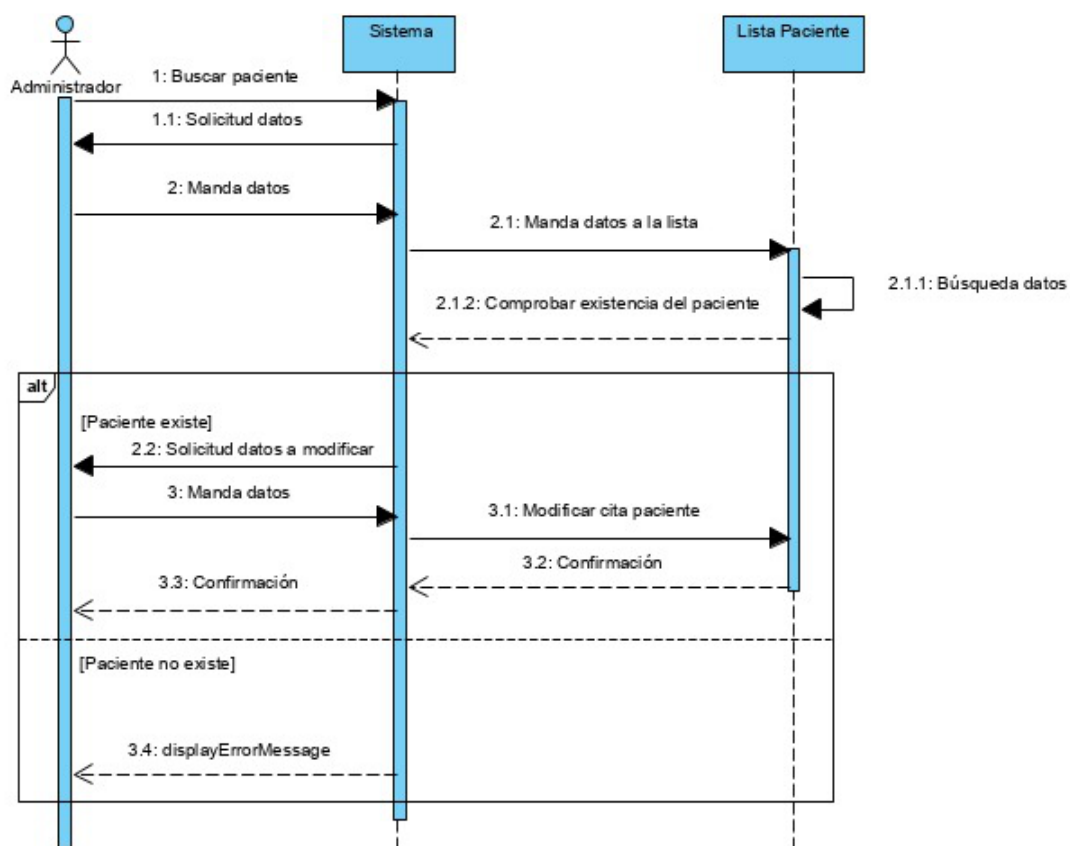 Sistema
Lista Paciente
Administrador
1: Buscar paciente
1.1: Solicitud datos
2: Manda datos
2.1: Manda datos a la lista
2.1.1: Búsqueda datos
2.1.2: Comprobar existencia del paciente
alt
[Paciente existe]
2.2: Solicitud datos a modificar
3: Manda datos
3.1: Modificar cita paciente
3.2: Confirmación
3.3: Confirmación
[Paciente no existe]
3.4: displayErrorMessage